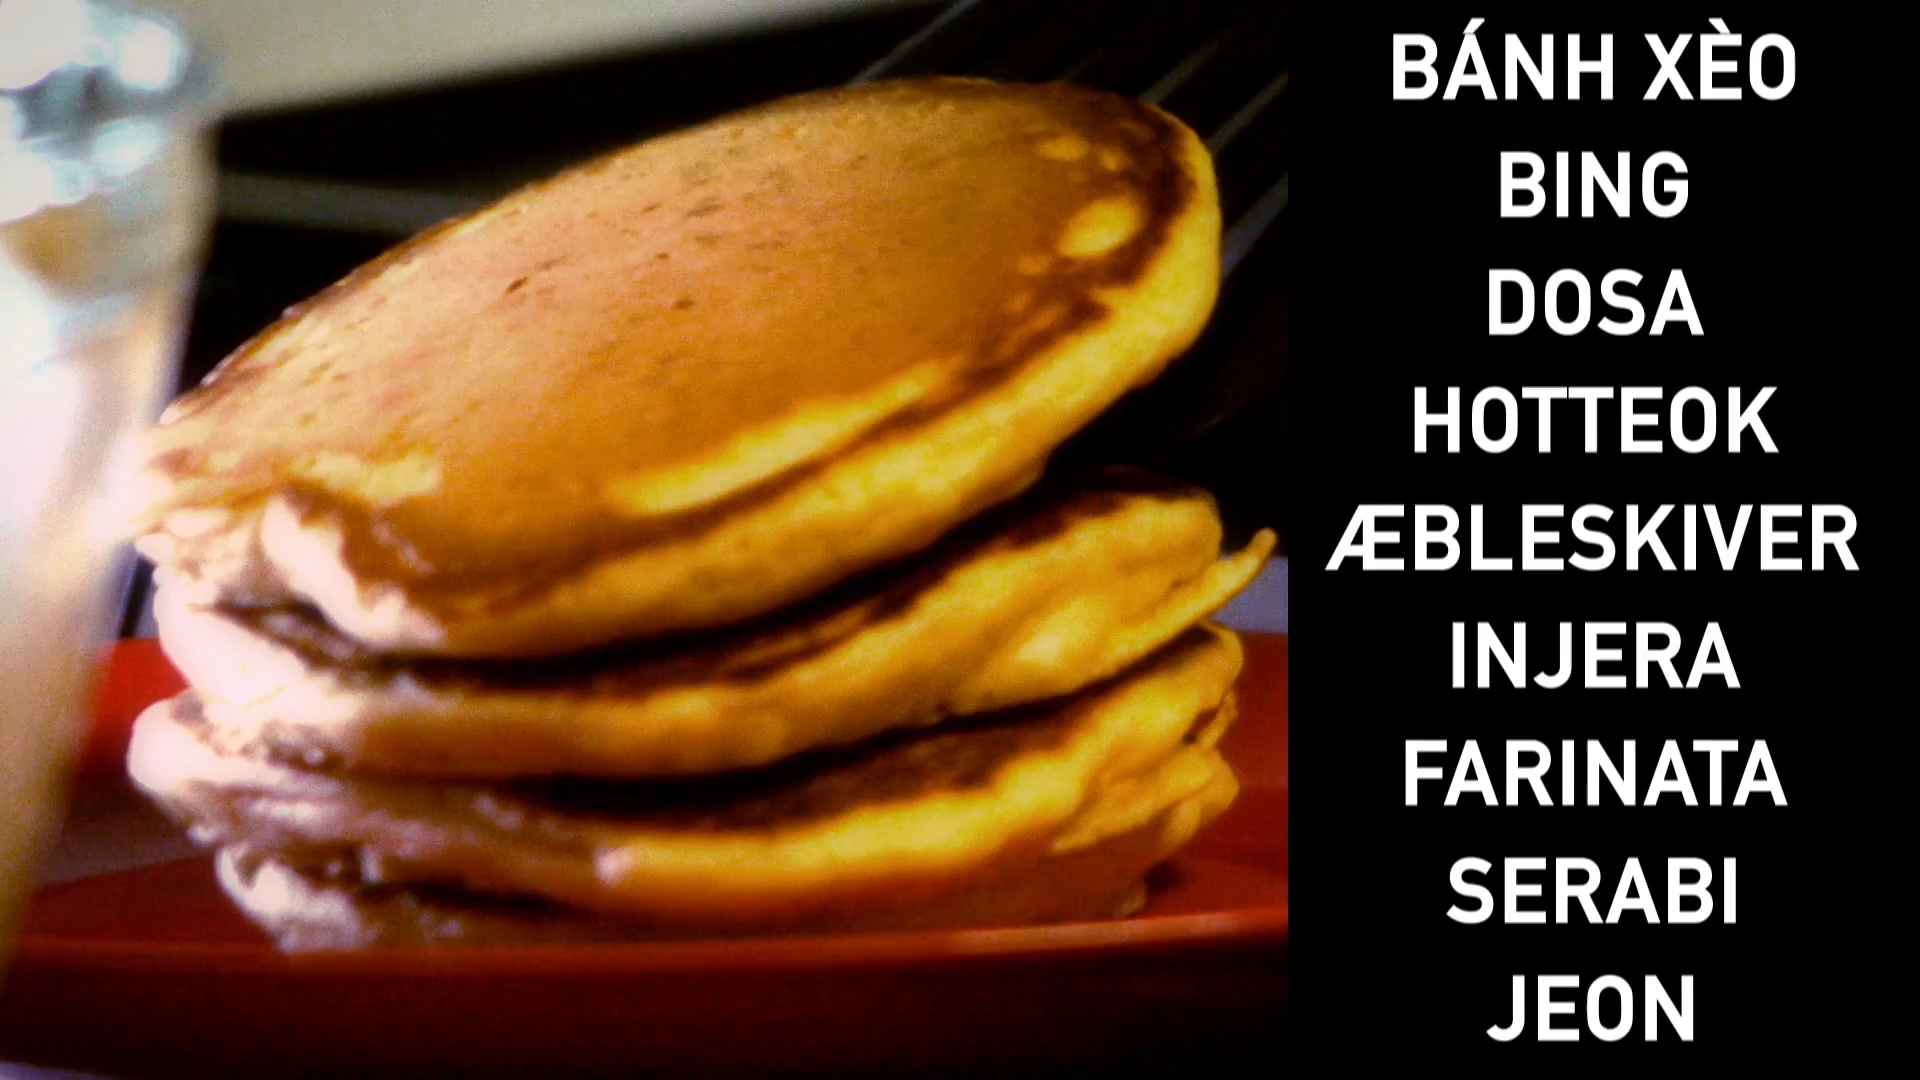 BÁNH XÈO
BING
DOSA
HOTTEOK
ÆBLESKIVER
INJERA
FARINATA
SERABI
JEON